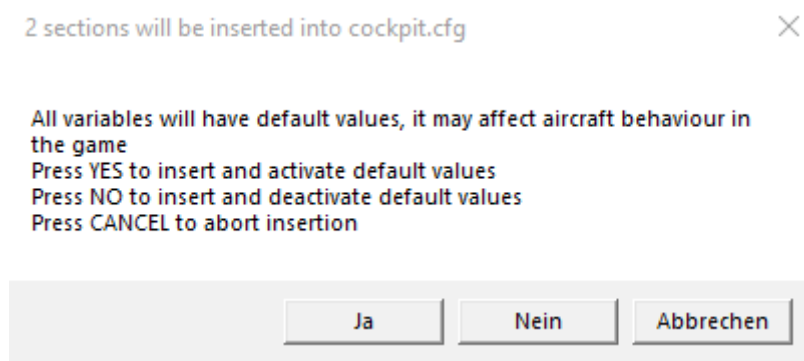 2 sections will be inserted into cockpit.cfg
All variables will have default values, it may affect aircraft behaviour in
the game
Press YES to insert and activate default values
Press NO to insert and deactivate default values
Press CANCEL to abort insertion
Ja Nein Abbrechen